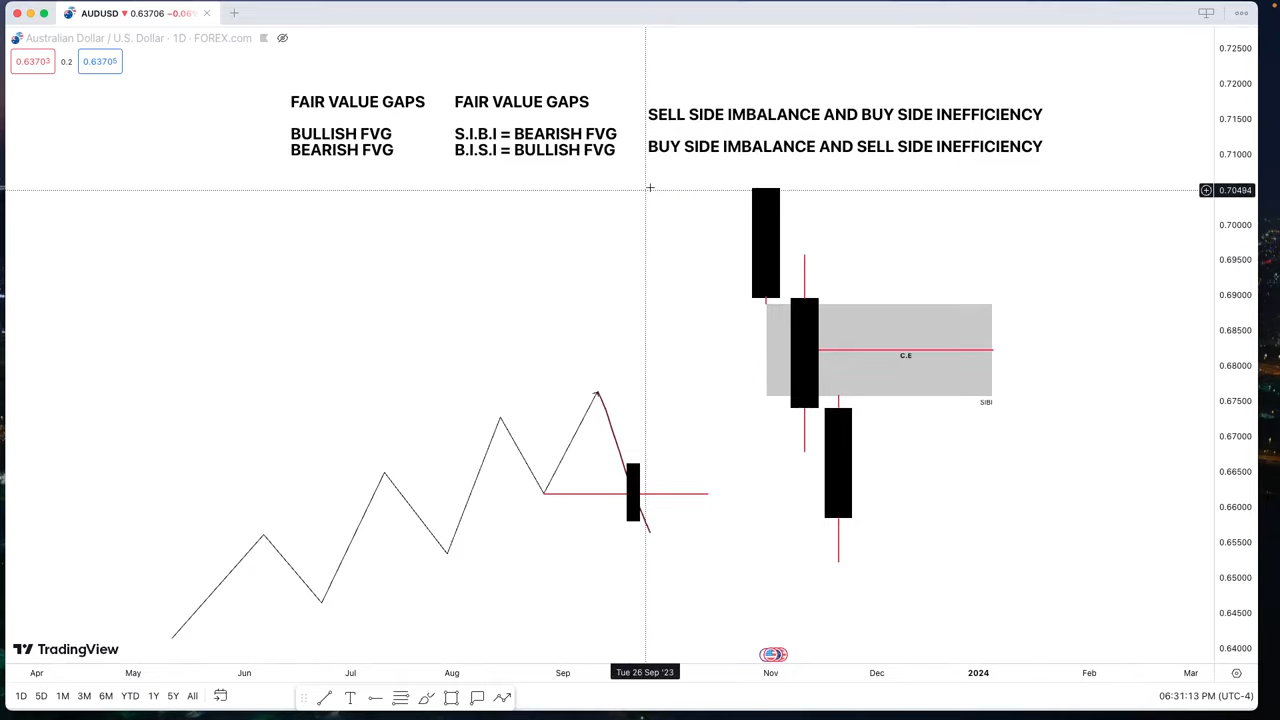 AUDUSD ▼ 0.63706 −0.06%
Australian Dollar / U.S. Dollar · 1D · FOREX.com
0.63703 0.2 0.63705
FAIR VALUE GAPS
BULLISH FVG
BEARISH FVG
FAIR VALUE GAPS
S.I.B.I = BEARISH FVG
B.I.S.I = BULLISH FVG
SELL SIDE IMBALANCE AND BUY SIDE INEFFICIENCY
BUY SIDE IMBALANCE AND SELL SIDE INEFFICIENCY
C.E
SIBI
0.72500
0.72000
0.71500
0.71000
0.70494
0.70000
0.69500
0.69000
0.68500
0.68000
0.67500
0.67000
0.66500
0.66000
0.65500
0.65000
0.64500
0.64000
TradingView
Apr May Jun Jul Aug Sep Tue 26 Sep '23 Nov Dec 2024 Feb Mar
1D 5D 1M 3M 6M YTD 1Y 5Y All
06:31:13 PM (UTC-4)